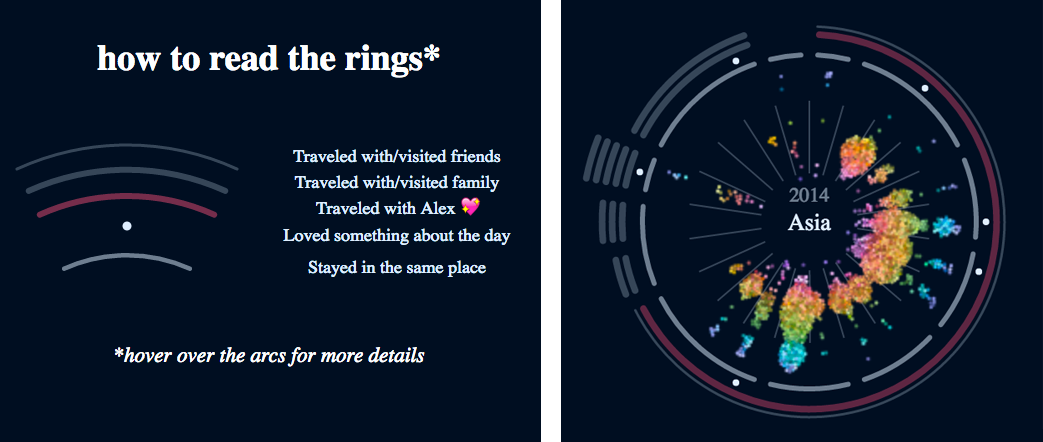 how to read the rings*
Traveled with/visited friends
Traveled with/visited family
Traveled with Alex 💖
Loved something about the day
Stayed in the same place
*hover over the arcs for more details
2014
Asia